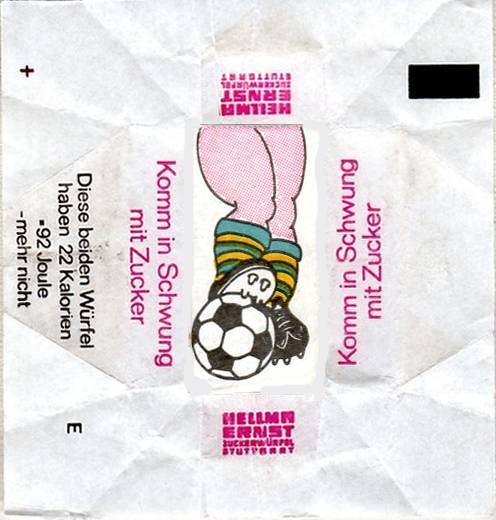 HELLMA
ERNST
ZUCKERWÜRFEL
STUTTGART
Komm in Schwung
mit Zucker
Komm in Schwung
mit Zucker
Diese beiden Würfel
haben 22 Kalorien
=92 Joule
-mehr nicht
E
HELLMA
ERNST
ZUCKERWÜRFEL
STUTTGART